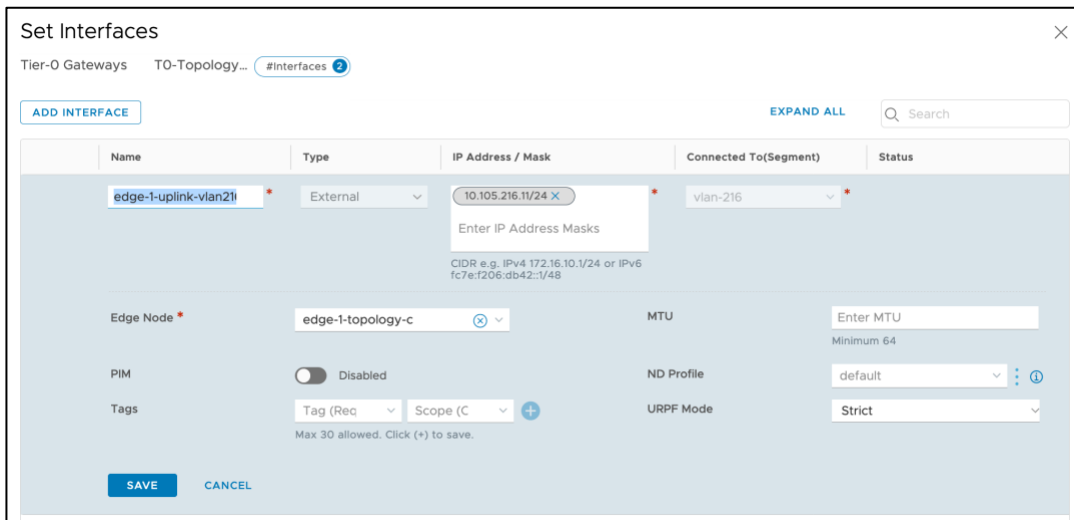 Set Interfaces
Tier-0 Gateways T0-Topology... #Interfaces 2
ADD INTERFACE EXPAND ALL Search
Name Type IP Address / Mask Connected To(Segment) Status
edge-1-uplink-vlan21 * External 10.105.216.11/24 × * vlan-216 *
Enter IP Address Masks
CIDR e.g. IPv4 172.16.10.1/24 or IPv6
fc7e:f206:db42::1/48
Edge Node * edge-1-topology-c MTU Enter MTU
Minimum 64
PIM Disabled ND Profile default
Tags Tag (Req Scope (C URPF Mode Strict
Max 30 allowed. Click (+) to save.
SAVE CANCEL